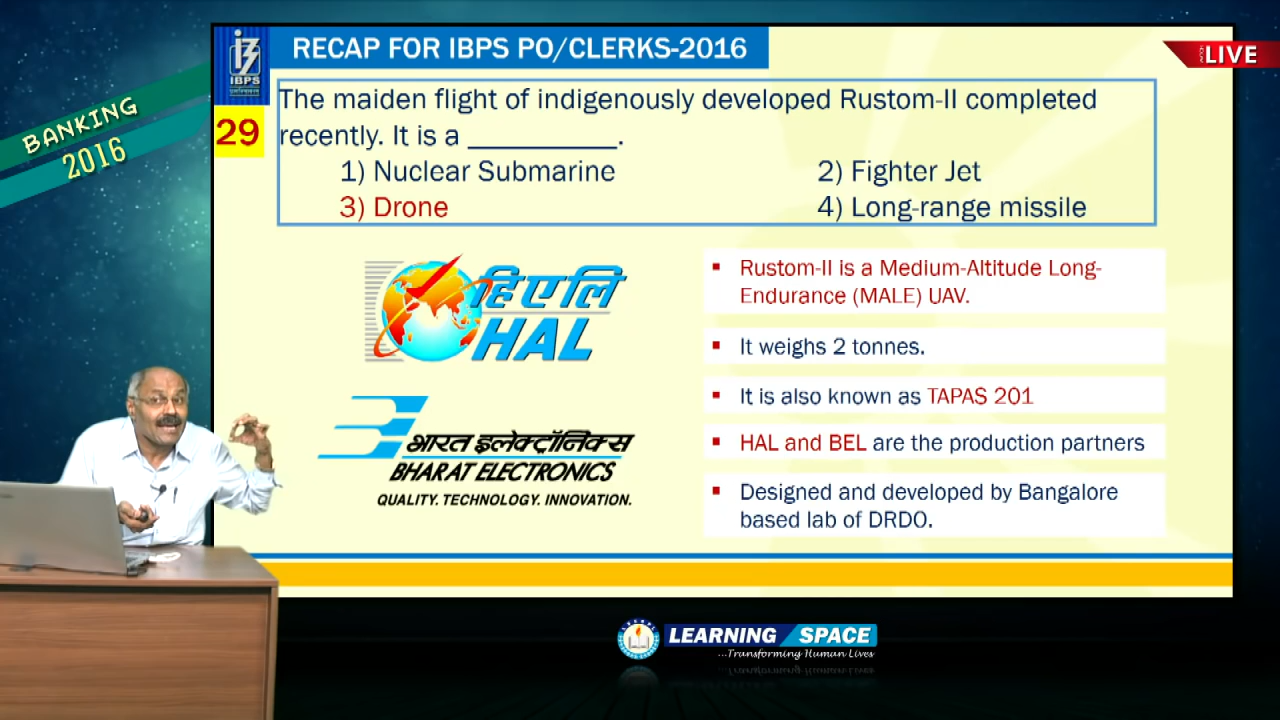 RECAP FOR IBPS PO/CLERKS-2016
IBPS
LIVE
BANKING
2016
29
The maiden flight of indigenously developed Rustom-II completed
recently. It is a __________.
1) Nuclear Submarine 2) Fighter Jet
3) Drone 4) Long-range missile
हिएलि
HAL
भारत इलेक्ट्रॉनिक्स
BHARAT ELECTRONICS
QUALITY. TECHNOLOGY. INNOVATION.
Rustom-II is a Medium-Altitude Long-
Endurance (MALE) UAV.
It weighs 2 tonnes.
It is also known as TAPAS 201
HAL and BEL are the production partners
Designed and developed by Bangalore
based lab of DRDO.
LEARNING SPACE
...Transforming Human Lives